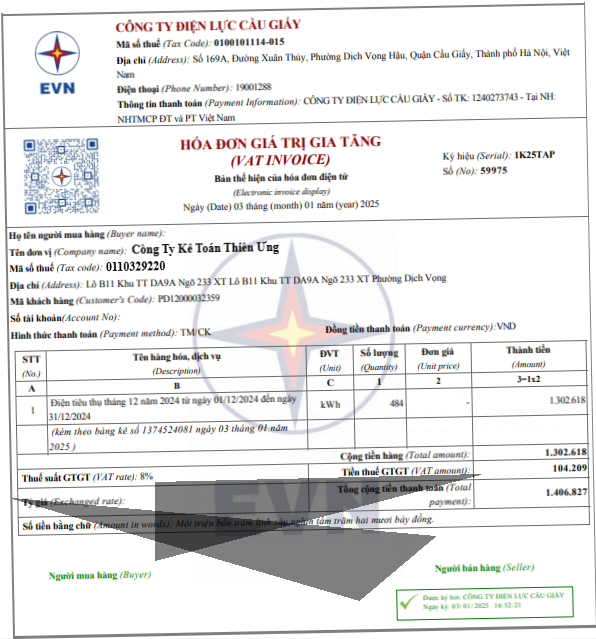 CÔNG TY ĐIỆN LỰC CẦU GIẤY
Mã số thuế (Tax Code): 0100101114-015
Địa chỉ (Address): Số 169A, Đường Xuân Thủy, Phường Dịch Vọng Hậu, Quận Cầu Giấy, Thành phố Hà Nội, Việt
Nam
Điện thoại (Phone Number): 19001288
Thông tin thanh toán (Payment Information): CÔNG TY ĐIỆN LỰC CẦU GIẤY - Số TK: 1240273743 - Tại NH:
NHTMCP ĐT và PT Việt Nam
EVN
HÓA ĐƠN GIÁ TRỊ GIA TĂNG
(VAT INVOICE)
Bản thể hiện của hóa đơn điện tử
(Electronic invoice display)
Ngày (Date) 03 tháng (month) 01 năm (year) 2025
Ký hiệu (Serial): 1K25TAP
Số (No): 59975
Họ tên người mua hàng (Buyer name):
Tên đơn vị (Company name): Công Ty Kế Toán Thiên Ưng
Mã số thuế (Tax code): 0110329220
Địa chỉ (Address): Lô B11 Khu TT DA9A Ngõ 233 XT Lô B11 Khu TT DA9A Ngõ 233 XT Phường Dịch Vọng
Mã khách hàng (Customer's Code): PD12000032359
Số tài khoản(Account No):
Hình thức thanh toán (Payment method): TM/CK
Đồng tiền thanh toán (Payment currency):VND
STT Tên hàng hóa, dịch vụ ĐVT Số lượng Đơn giá Thành tiền
(No.) (Description) (Unit) (Quantity) (Unit price) (Amount)
A B C 1 2 3=1x2
1 Điện tiêu thụ tháng 12 năm 2024 từ ngày 01/12/2024 đến ngày kWh 484 - 1.302.618
31/12/2024
(kèm theo bảng kê số 1374524081 ngày 03 tháng 01 năm
2025 )
Cộng tiền hàng (Total amount): 1.302.618
Thuế suất GTGT (VAT rate): 8% Tiền thuế GTGT (VAT amount): 104.209
Tỷ giá (Exchanged rate): Tổng cộng tiền thanh toán (Total 1.406.827
payment):
Số tiền bằng chữ (Amount in words): Một triệu bốn trăm linh sáu nghìn tám trăm hai mươi bảy đồng.
EVN
Người mua hàng (Buyer)
Người bán hàng (Seller)
Được ký bởi: CÔNG TY ĐIỆN LỰC CẦU GIẤY
Ngày ký: 03/01/2025 16:52:21